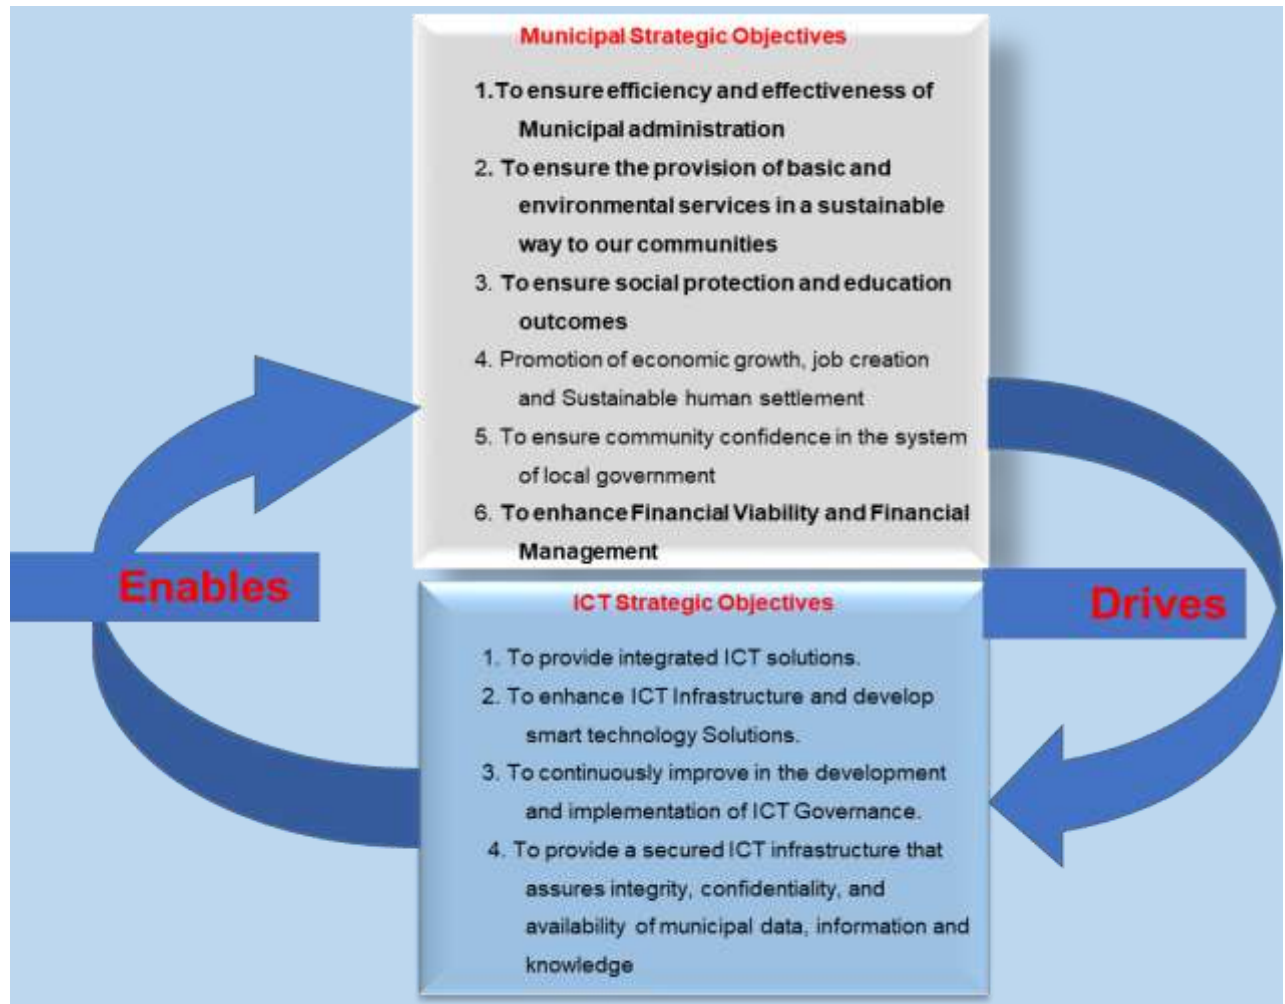 Municipal Strategic Objectives
1.To ensure efficiency and effectiveness of
Municipal administration
2. To ensure the provision of basic and
environmental services in a sustainable
way to our communities
3. To ensure social protection and education
outcomes
4. Promotion of economic growth, job creation
and Sustainable human settlement
5. To ensure community confidence in the system
of local government
6. To enhance Financial Viability and Financial
Management
Enables
Drives
ICT Strategic Objectives
1. To provide integrated ICT solutions.
2. To enhance ICT Infrastructure and develop
smart technology Solutions.
3. To continuously improve in the development
and implementation of ICT Governance.
4. To provide a secured ICT infrastructure that
assures integrity, confidentiality, and
availability of municipal data, information and
knowledge